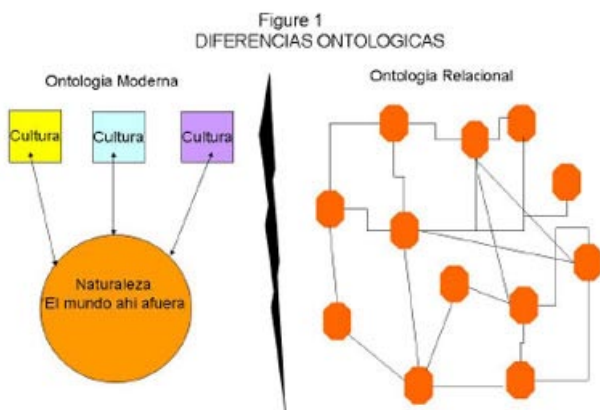 Figure 1
DIFERENCIAS ONTOLOGICAS
Ontologia Moderna
Ontologia Relacional
Cultura
Cultura
Cultura
Naturaleza
'El mundo ahi afuera